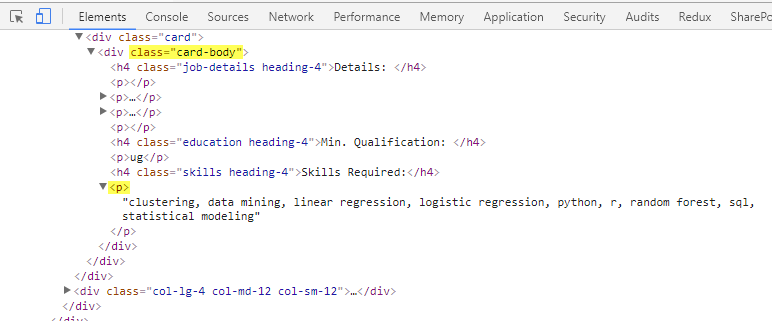 Elements Console Sources Network Performance Memory Application Security Audits Redux SharePo
<div class="card">
<div class="card-body">
<h4 class="job-details heading-4">Details: </h4>
<p></p>
<p>…</p>
<p>…</p>
<p></p>
<h4 class="education heading-4">Min. Qualification: </h4>
<p>ug</p>
<h4 class="skills heading-4">Skills Required:</h4>
<p>
"clustering, data mining, linear regression, logistic regression, python, r, random forest, sql,
statistical modeling"
</p>
</div>
</div>
</div>
<div class="col-lg-4 col-md-12 col-sm-12">…</div>
</div>
</div>